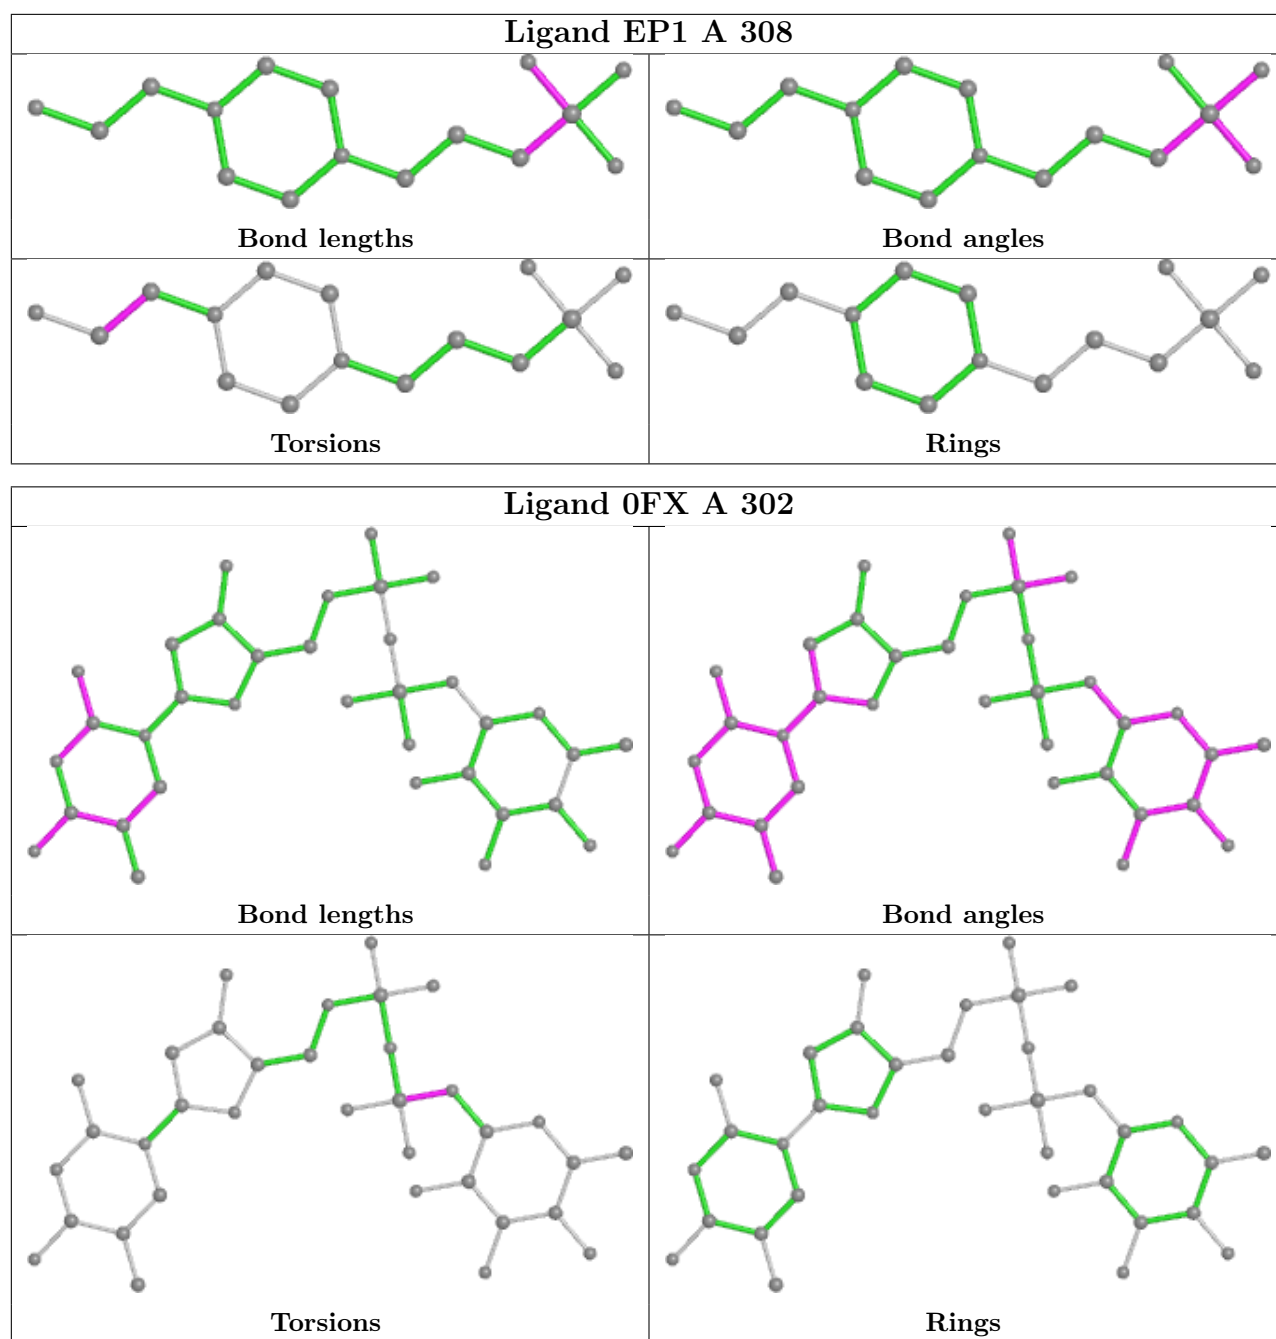 Ligand EP1 A 308
Bond lengths
Bond angles
Torsions
Rings
Ligand 0FX A 302
Bond lengths
Bond angles
Torsions
Rings